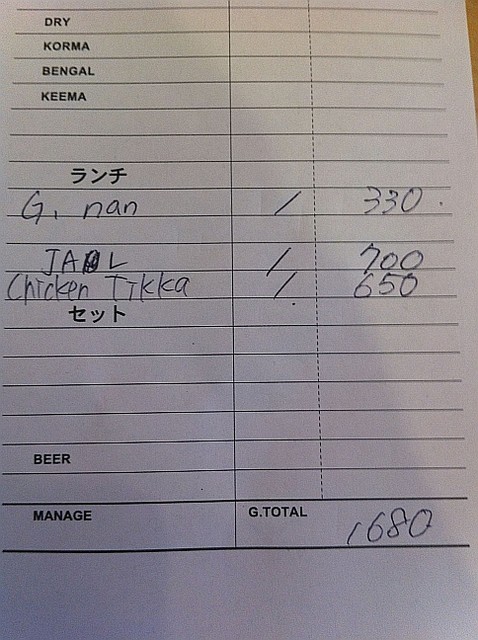 DRY
KORMA
BENGAL
KEEMA
ランチ
G. nan / 330
JAL / 700
Chicken Tikka / 650
セット
BEER
MANAGE G.TOTAL 1680